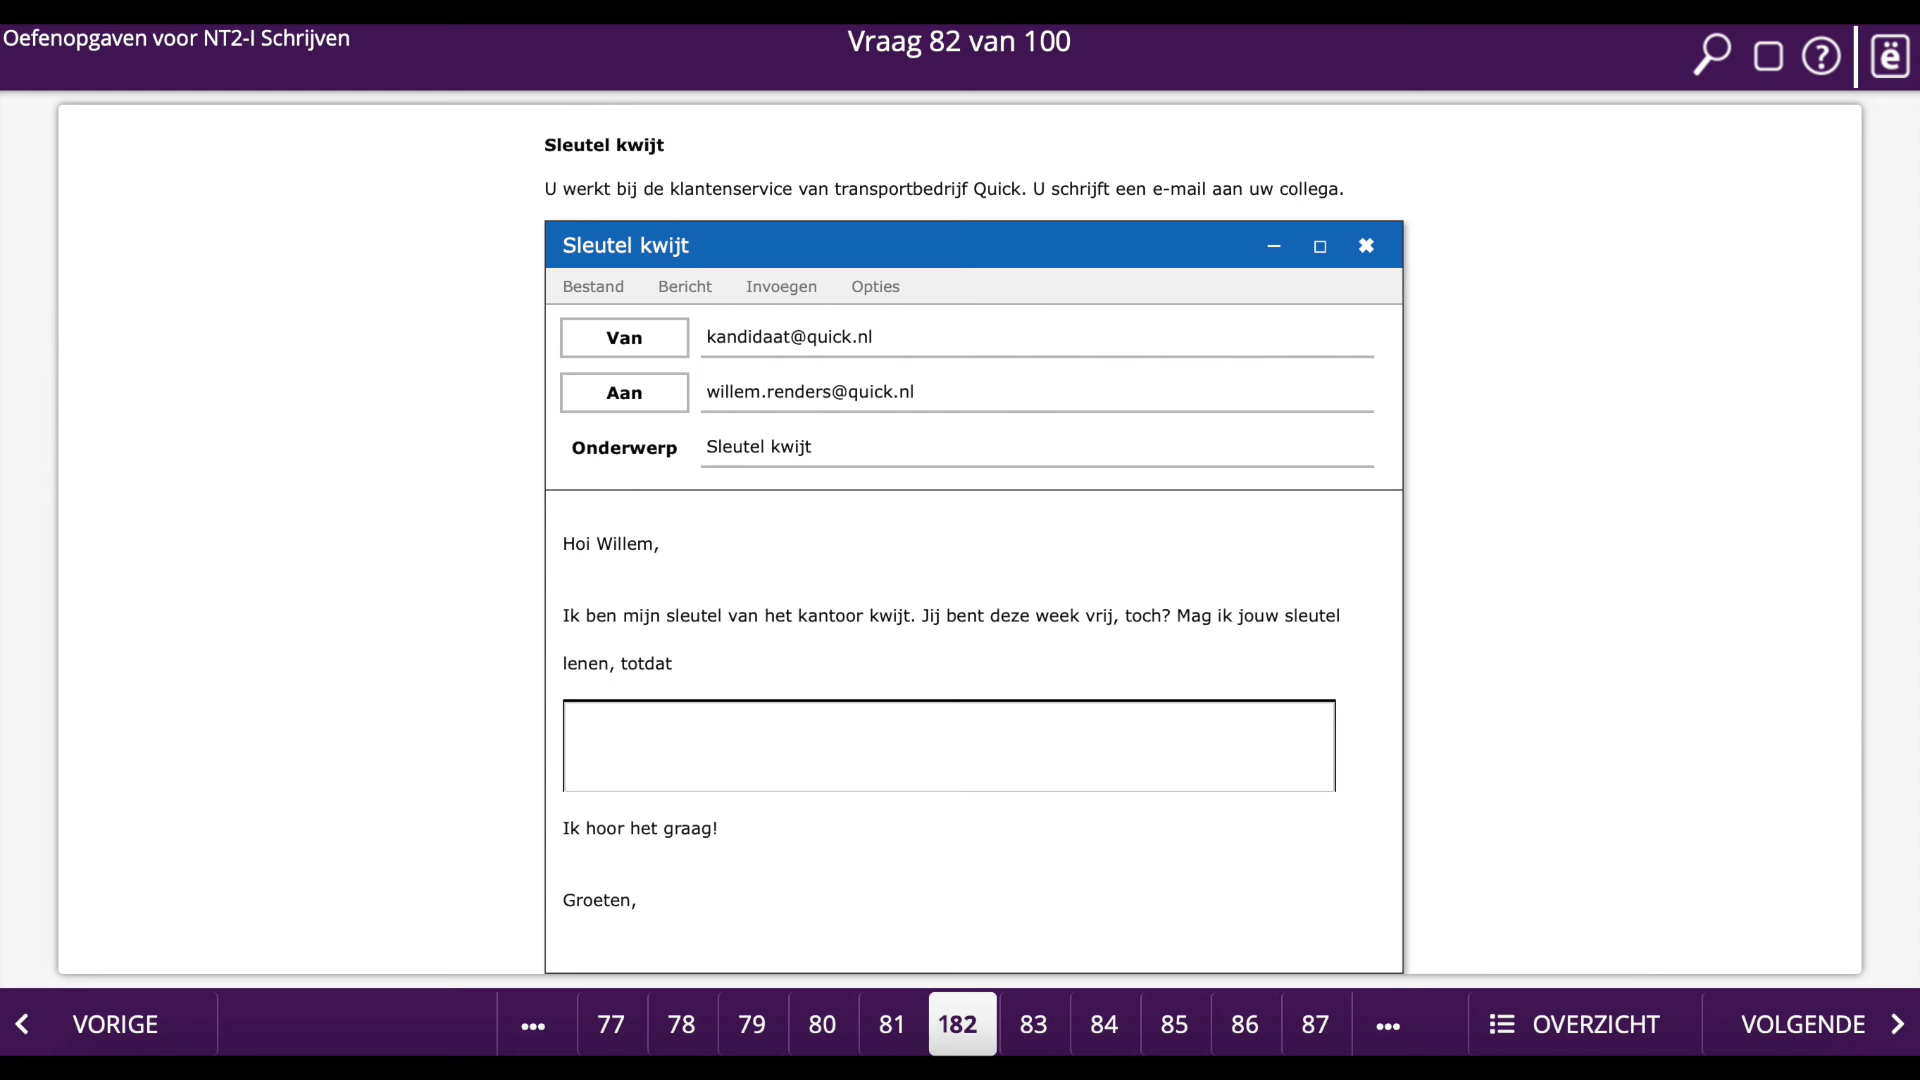 Oefenopgaven voor NT2-I Schrijven
Vraag 82 van 100
Sleutel kwijt
U werkt bij de klantenservice van transportbedrijf Quick. U schrijft een e-mail aan uw collega.
Sleutel kwijt
Bestand Bericht Invoegen Opties
Van kandidaat@quick.nl
Aan willem.renders@quick.nl
Onderwerp Sleutel kwijt
Hoi Willem,
Ik ben mijn sleutel van het kantoor kwijt. Jij bent deze week vrij, toch? Mag ik jouw sleutel
lenen, totdat
Ik hoor het graag!
Groeten,
VORIGE ... 77 78 79 80 81 182 83 84 85 86 87 ... OVERZICHT VOLGENDE